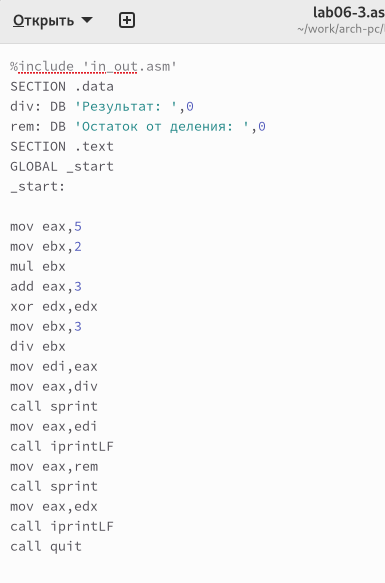 Открыть
lab06-3.as
~/work/arch-pc/
%include 'in_out.asm'
SECTION .data
div: DB 'Результат: ',0
rem: DB 'Остаток от деления: ',0
SECTION .text
GLOBAL _start
_start:
mov eax,5
mov ebx,2
mul ebx
add eax,3
xor edx,edx
mov ebx,3
div ebx
mov edi,eax
mov eax,div
call sprint
mov eax,edi
call iprintLF
mov eax,rem
call sprint
mov eax,edx
call iprintLF
call quit